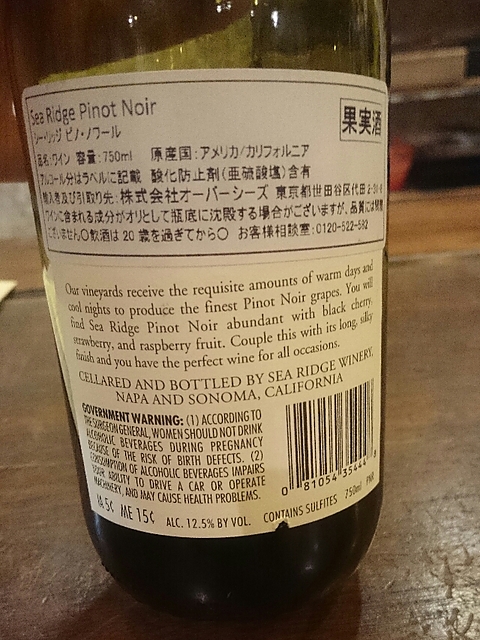 Sea Ridge Pinot Noir
シー・リッジ ピノ・ノワール
果実酒
品名:ワイン 容量:750ml 原産国:アメリカ/カリフォルニア
アルコール分はラベルに記載 酸化防止剤(亜硫酸塩)含有
輸入者及び引取り先:株式会社オーバーシーズ 東京都世田谷区代田
ワインに含まれる成分がオリとして瓶底に沈殿する場合がございますが、品質には問題
ございません○飲酒は20歳を過ぎてから○ お客様相談室:0120-522-582
Our vineyards receive the requisite amounts of warm days and
cool nights to produce the finest Pinot Noir grapes. You will
find Sea Ridge Pinot Noir abundant with black cherry,
strawberry, and raspberry fruit. Couple this with its long, silky
finish and you have the perfect wine for all occasions.
CELLARED AND BOTTLED BY SEA RIDGE WINERY,
NAPA AND SONOMA, CALIFORNIA
GOVERNMENT WARNING: (1) ACCORDING TO
THE SURGEON GENERAL, WOMEN SHOULD NOT DRINK
ALCOHOLIC BEVERAGES DURING PREGNANCY
BECAUSE OF THE RISK OF BIRTH DEFECTS. (2)
CONSUMPTION OF ALCOHOLIC BEVERAGES IMPAIRS
YOUR ABILITY TO DRIVE A CAR OR OPERATE
MACHINERY, AND MAY CAUSE HEALTH PROBLEMS.
0 81054 35444 8
IA 5¢ ME 15¢ ALC. 12.5% BY VOL. CONTAINS SULFITES 750ml PNR